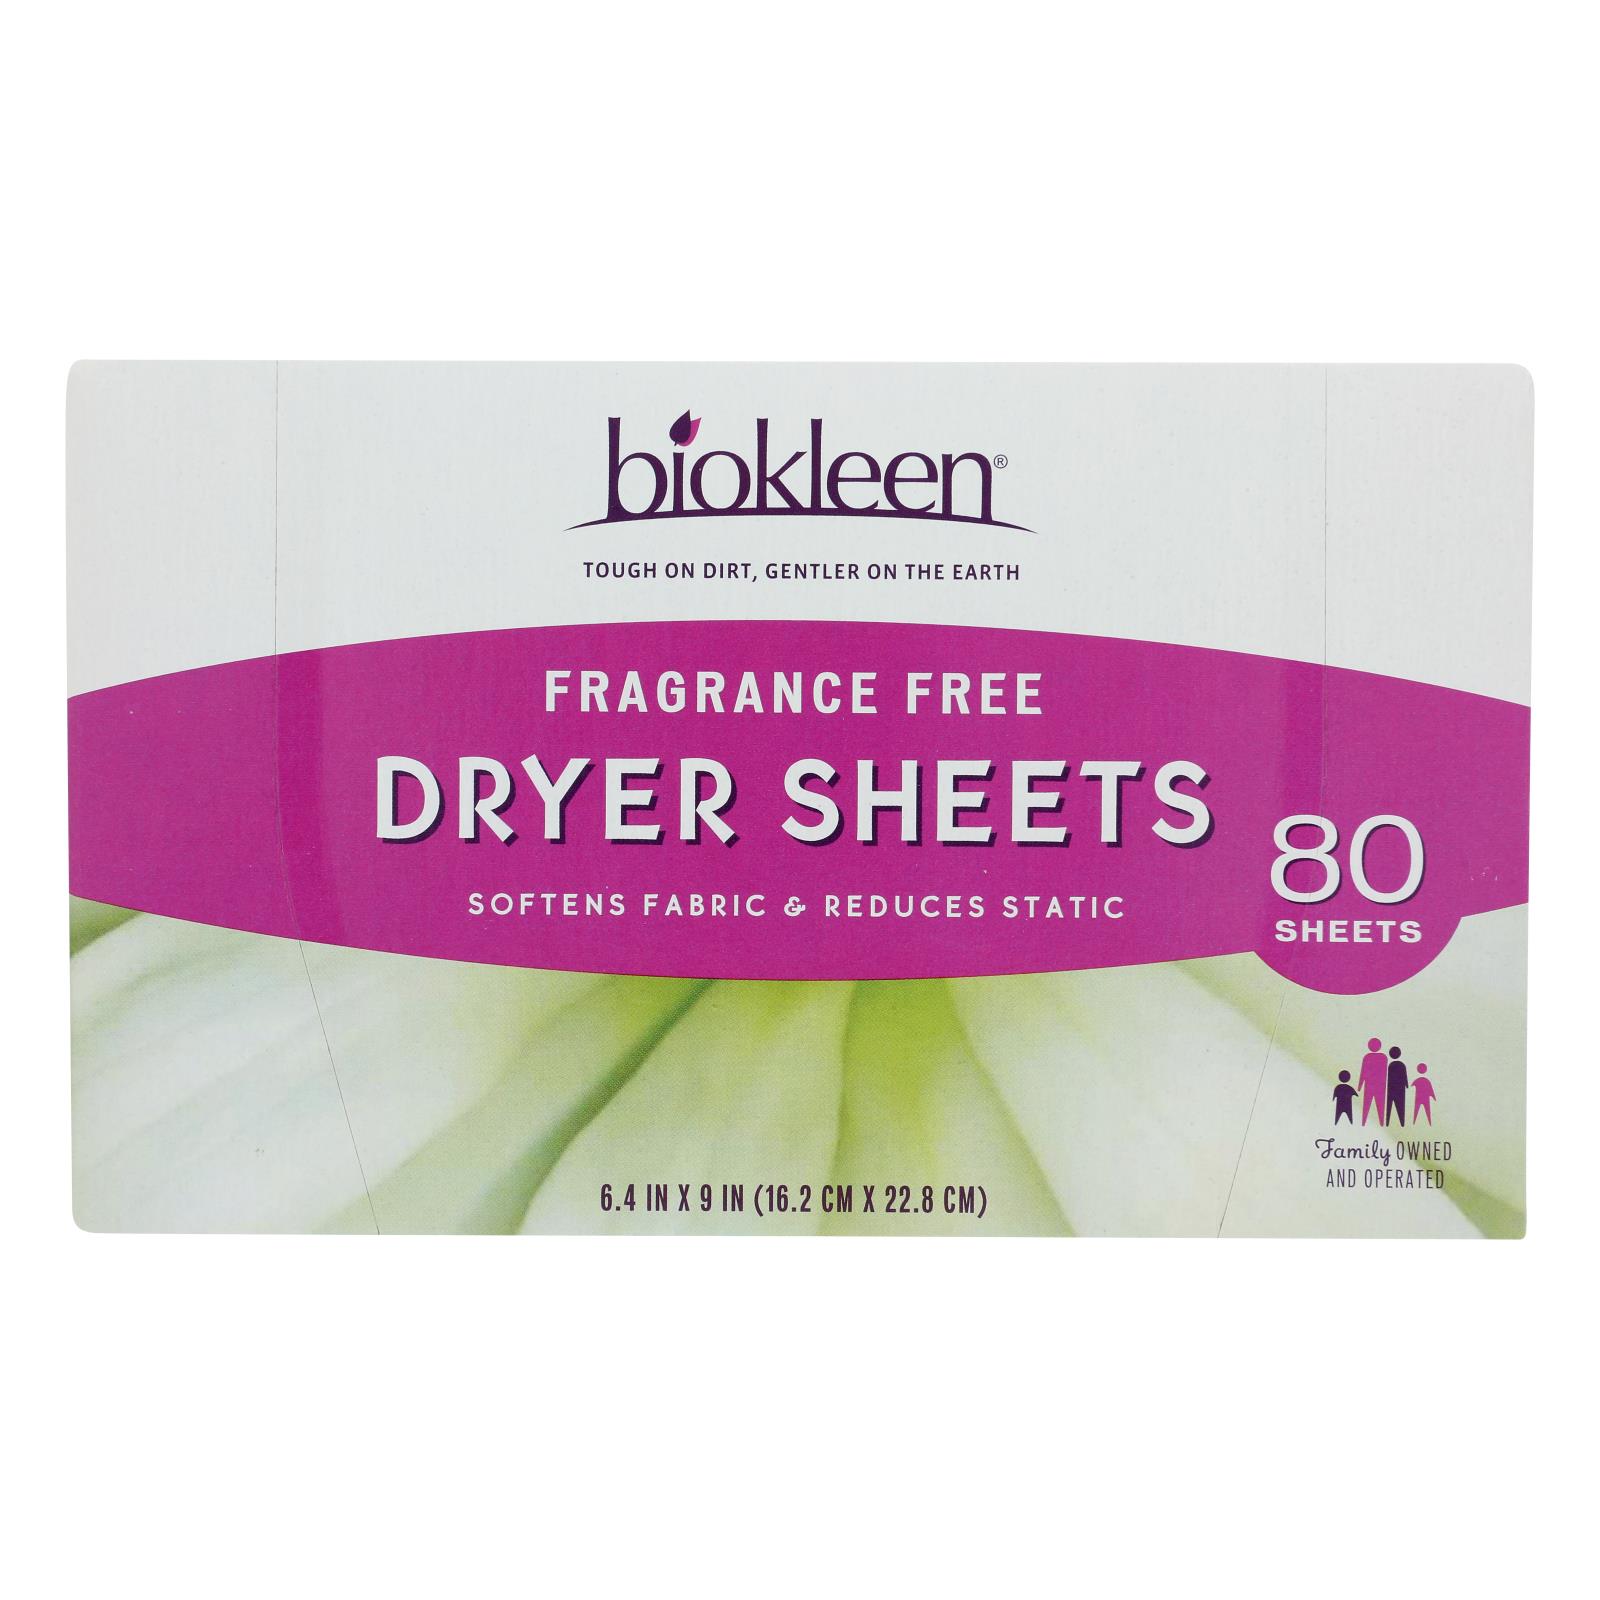 biokleen®
TOUGH ON DIRT, GENTLER ON THE EARTH
FRAGRANCE FREE
DRYER SHEETS
SOFTENS FABRIC & REDUCES STATIC
80
SHEETS
Family OWNED
AND OPERATED
6.4 IN X 9 IN (16.2 CM X 22.8 CM)